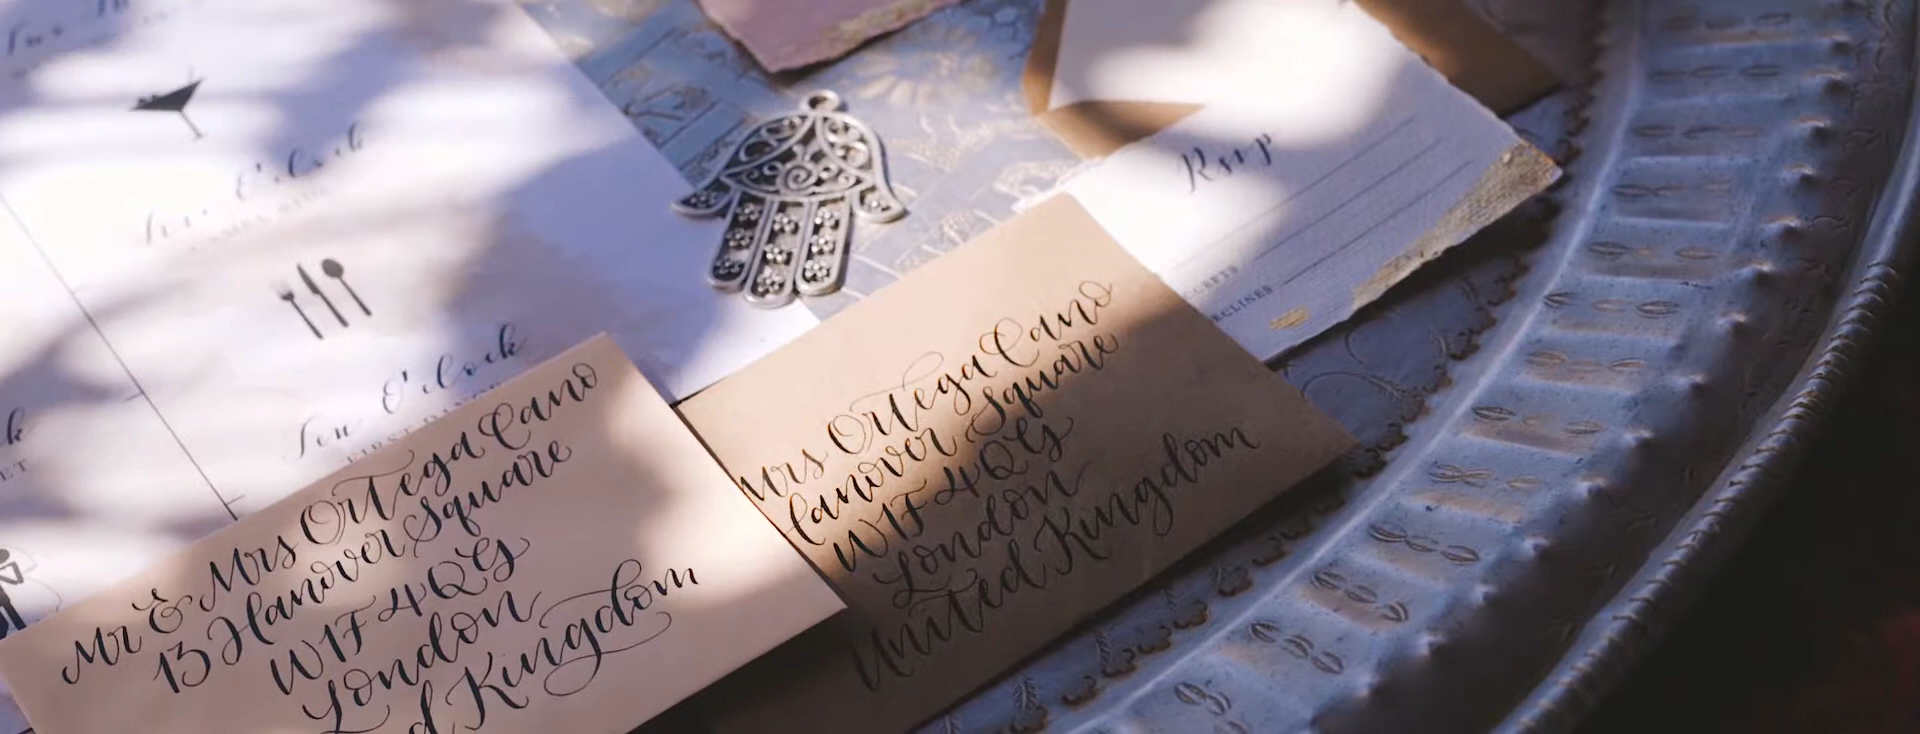 O'clock
Ten O'clock
Rsvp
Mr & Mrs Ortega Cano
13 Hanover Square
W1F 4QG
London
Kingdom
Mrs Ortega Cano
Hanover Square
W1F 4QG
London
United Kingdom